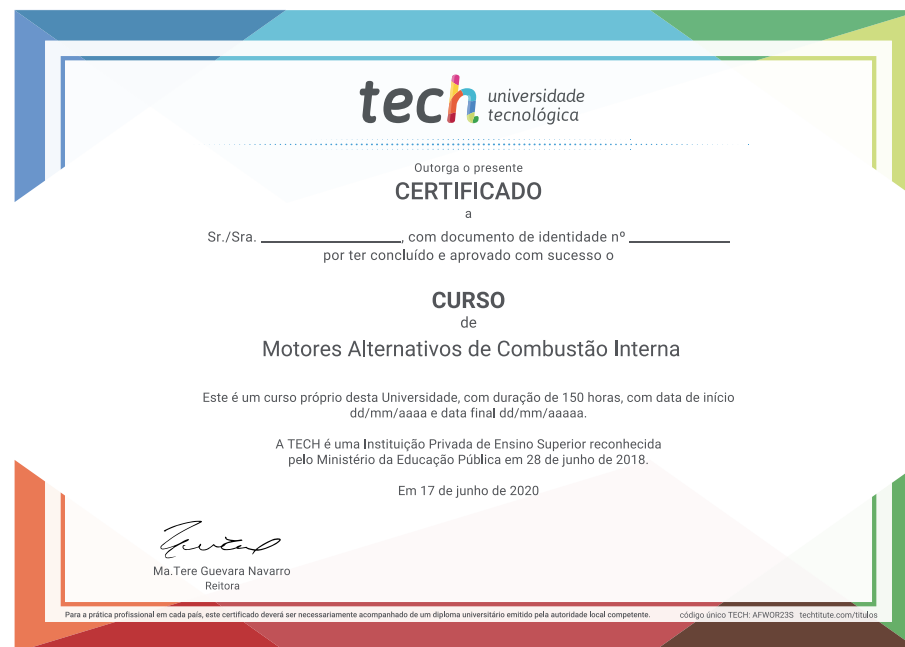 tech universidade
tecnológica
Outorga o presente
CERTIFICADO
a
Sr./Sra. ____________________, com documento de identidade nº ______________
por ter concluído e aprovado com sucesso o
CURSO
de
Motores Alternativos de Combustão Interna
Este é um curso próprio desta Universidade, com duração de 150 horas, com data de início
dd/mm/aaaa e data final dd/mm/aaaaa.
A TECH é uma Instituição Privada de Ensino Superior reconhecida
pelo Ministério da Educação Pública em 28 de junho de 2018.
Em 17 de junho de 2020
Ma.Tere Guevara Navarro
Reitora
Para a prática profissional em cada país, este certificado deverá ser necessariamente acompanhado de um diploma universitário emitido pela autoridade local competente.
código único TECH: AFWOR23S techtitute.com/titulos